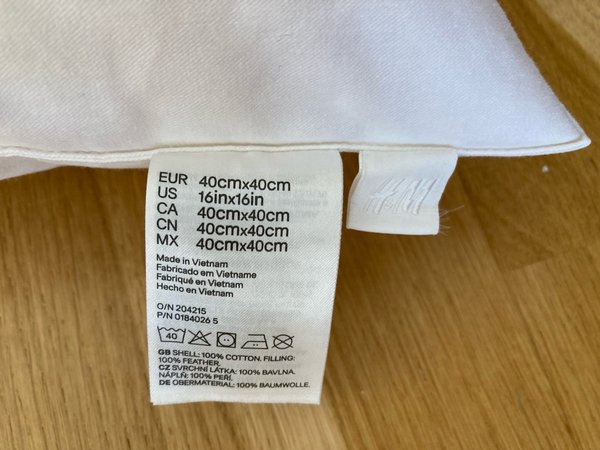 EUR 40cmx40cm
US 16inx16in
CA 40cmx40cm
CN 40cmx40cm
MX 40cmx40cm
Made in Vietnam
Fabricado em Vietname
Fabriqué en Vietnam
Hecho en Vietnam
O/N 204215
P/N 0184026 5
40
GB SHELL: 100% COTTON. FILLING:
100% FEATHER.
CZ SVRCHNÍ LÁTKA: 100% BAVLNA.
NÁPLŇ: 100% PEŘÍ.
DE OBERMATERIAL: 100% BAUMWOLLE.
H&M